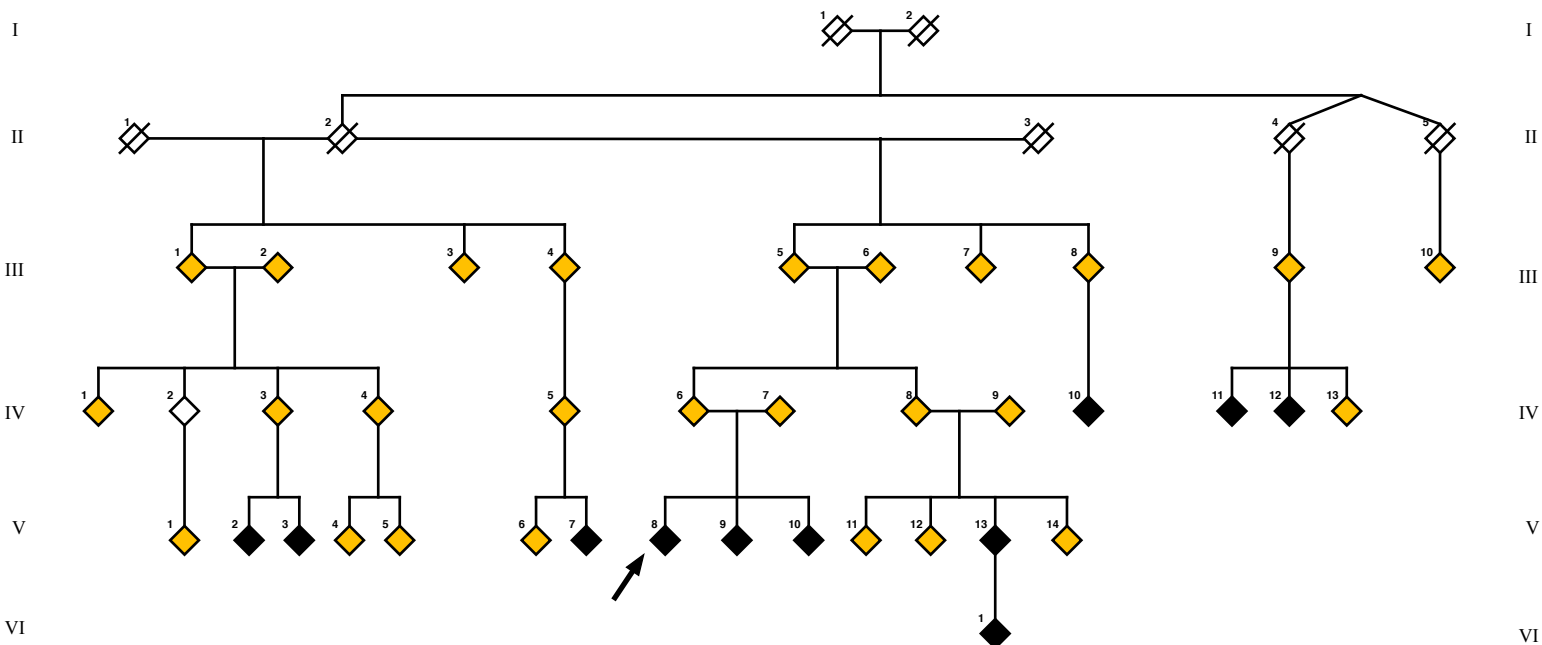 I 1 2 I
II 1 2 3 4 5 II
III 1 2 3 4 5 6 7 8 9 10 III
IV 1 2 3 4 5 6 7 8 9 10 11 12 13 IV
V 1 2 3 4 5 6 7 8 9 10 11 12 13 14 V
VI 1 VI